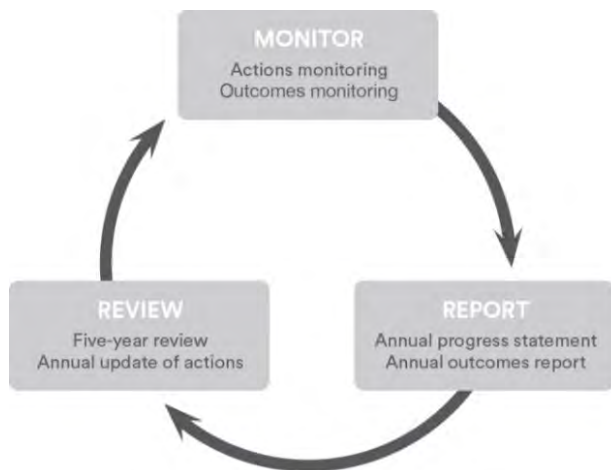 MONITOR
Actions monitoring
Outcomes monitoring
REVIEW
Five-year review
Annual update of actions
REPORT
Annual progress statement
Annual outcomes report